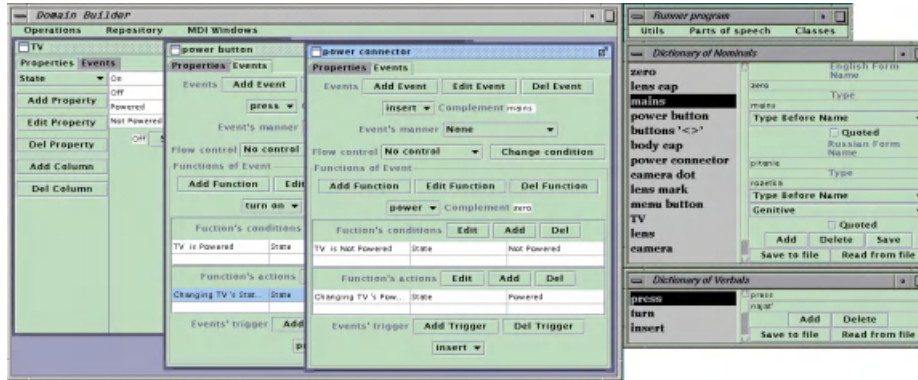 Domain Builder
Operations Repository MDI Windows
TV
Properties Events
State
On
Off
Powered
Not Powered
Add Property
Edit Property
Del Property
Add Column
Del Column
Off
power button
Properties Events
Events Add Event
press
Event's manner
Flow control No control
Functions of Event
Add Function Edit
turn on
Fuction's conditions
TV is Powered State
Function's actions
Changing TV's Star... State
Events' trigger Add
power connector
Properties Events
Events Add Event Edit Event Del Event
insert Complement mains
Event's manner None
Flow control No control Change condition
Functions of Event
Add Function Edit Function Del Function
power Complement zero
Fuction's conditions Edit Add Del
TV is Not Powered State Not Powered
Function's actions Edit Add Del
Changing TV's Pow... State Powered
Events' trigger Add Trigger Del Trigger
insert
Runner program
Utils Parts of speech Classes
Dictionary of Nominals
zero
lens cap
mains
power button
buttons '<>'
body cap
power connector
camera dot
lens mark
menu button
TV
lens
camera
English Form
Name
zero
Type
mains
Type Before Name
Quoted
Russian Form
Name
pitanie
Type
rozetka
Type Before Name
Genitive
Quoted
Add Delete Save
Save to file Read from file
Dictionary of Verbals
press
turn
insert
press
najat'
Add Delete
Save to file Read from file